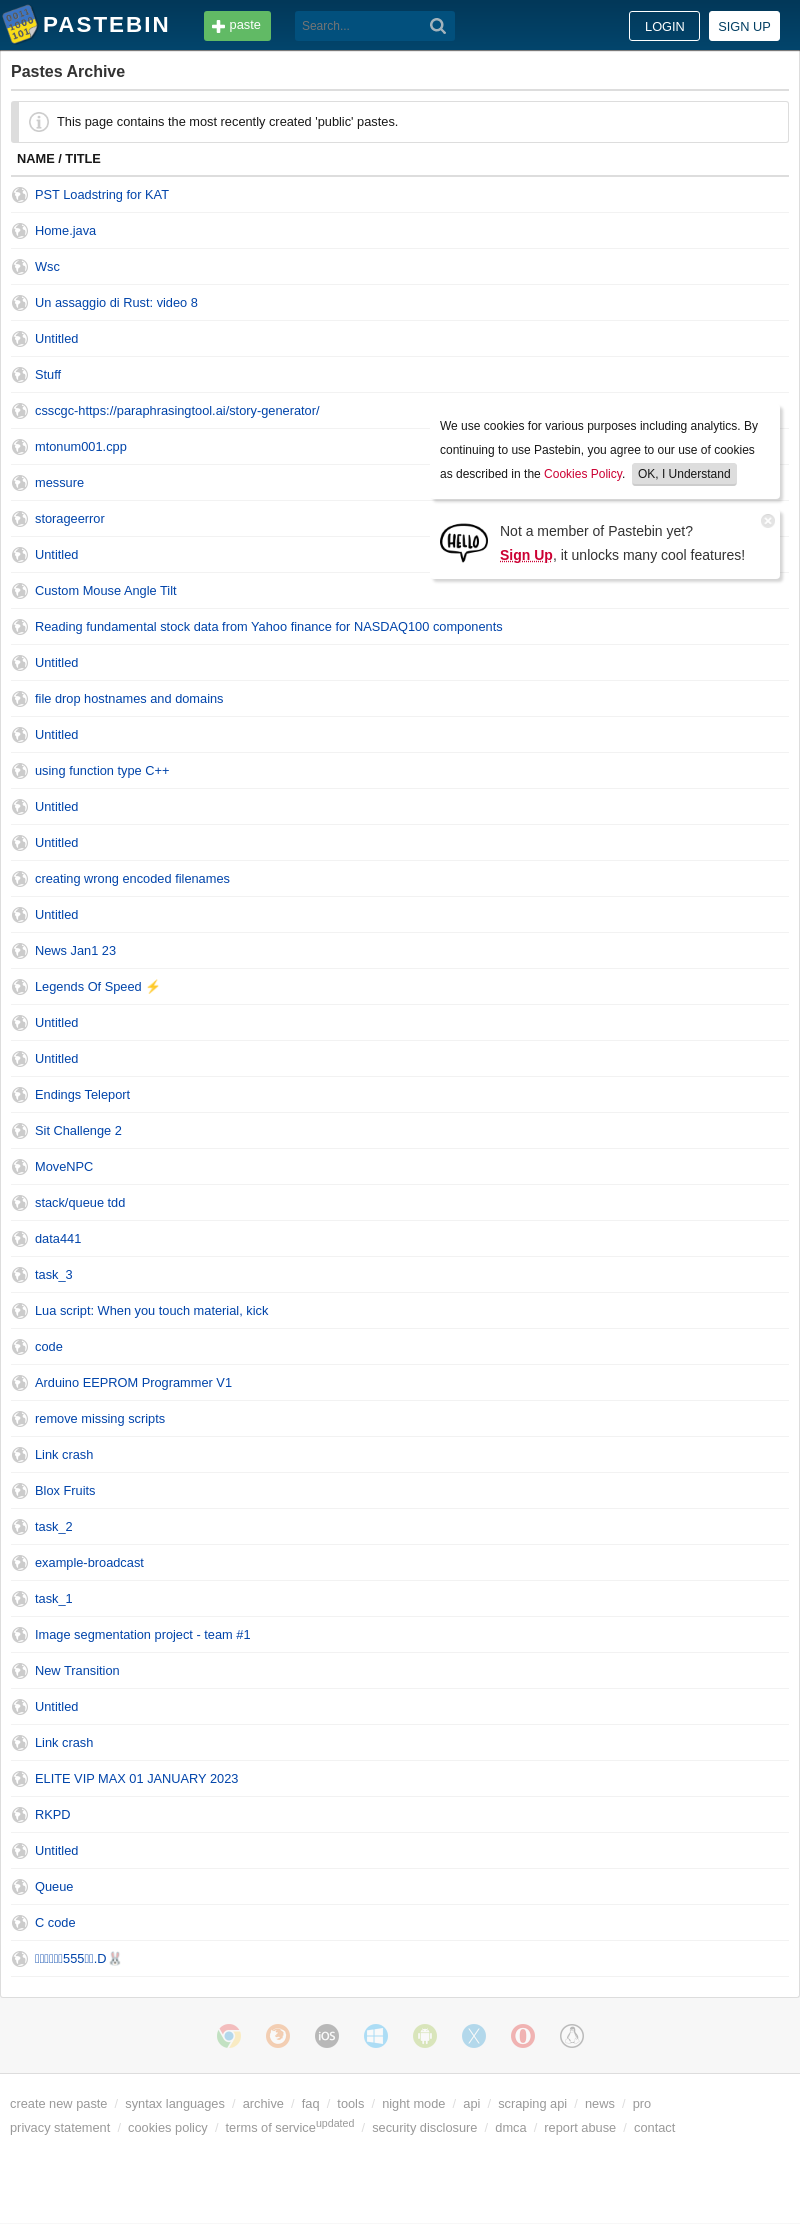 PASTEBIN
paste
Search...
LOGIN
SIGN UP
Pastes Archive
This page contains the most recently created 'public' pastes.
NAME / TITLE
PST Loadstring for KAT
Home.java
Wsc
Un assaggio di Rust: video 8
Untitled
Stuff
csscgc-https://paraphrasingtool.ai/story-generator/
mtonum001.cpp
messure
storageerror
Untitled
We use cookies for various purposes including analytics. By
continuing to use Pastebin, you agree to our use of cookies
as described in the Cookies Policy. OK, I Understand
HELLO
Not a member of Pastebin yet?
Sign Up, it unlocks many cool features!
Custom Mouse Angle Tilt
Reading fundamental stock data from Yahoo finance for NASDAQ100 components
Untitled
file drop hostnames and domains
Untitled
using function type C++
Untitled
Untitled
creating wrong encoded filenames
Untitled
News Jan1 23
Legends Of Speed ⚡
Untitled
Untitled
Endings Teleport
Sit Challenge 2
MoveNPC
stack/queue tdd
data441
task_3
Lua script: When you touch material, kick
code
Arduino EEPROM Programmer V1
remove missing scripts
Link crash
Blox Fruits
task_2
example-broadcast
task_1
Image segmentation project - team #1
New Transition
Untitled
Link crash
ELITE VIP MAX 01 JANUARY 2023
RKPD
Untitled
Queue
C code
555.D🐰
iOS
create new paste / syntax languages / archive / faq / tools / night mode / api / scraping api / news / pro
privacy statement / cookies policy / terms of service updated / security disclosure / dmca / report abuse / contact